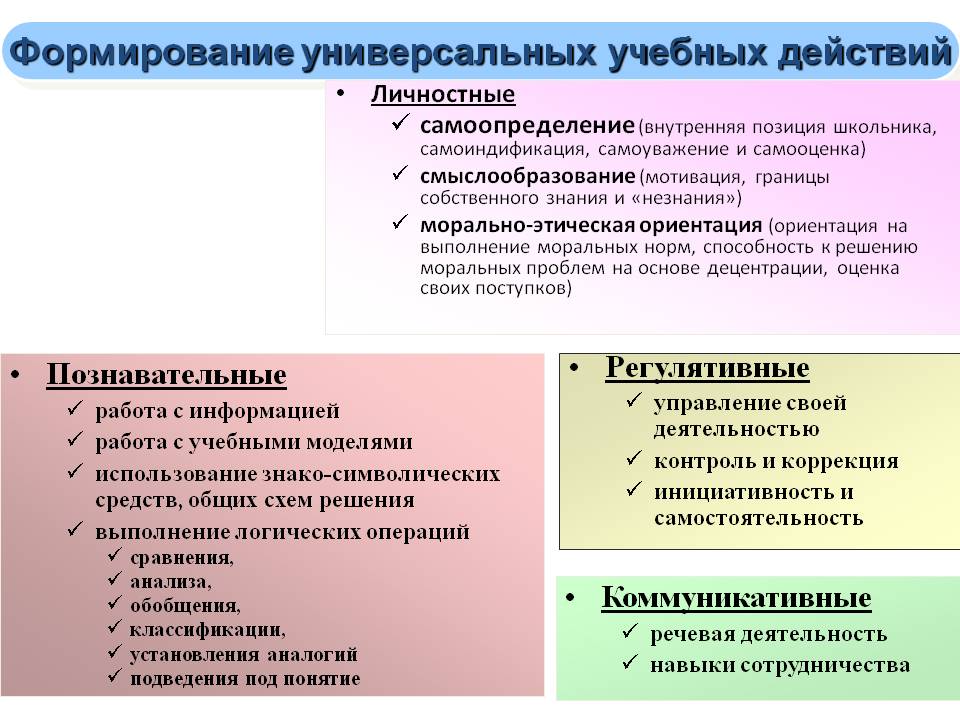 Формирование универсальных учебных действий
• Личностные
✓ самоопределение (внутренняя позиция школьника,
самоиндификация, самоуважение и самооценка)
✓ смыслообразование (мотивация, границы
собственного знания и «незнания»)
✓ морально-этическая ориентация (ориентация на
выполнение моральных норм, способность к решению
моральных проблем на основе децентрации, оценка
своих поступков)
• Познавательные
✓ работа с информацией
✓ работа с учебными моделями
✓ использование знако-символических
средств, общих схем решения
✓ выполнение логических операций
✓ сравнения,
✓ анализа,
✓ обобщения,
✓ классификации,
✓ установления аналогий
✓ подведения под понятие
• Регулятивные
✓ управление своей
деятельностью
✓ контроль и коррекция
✓ инициативность и
самостоятельность
• Коммуникативные
✓ речевая деятельность
✓ навыки сотрудничества